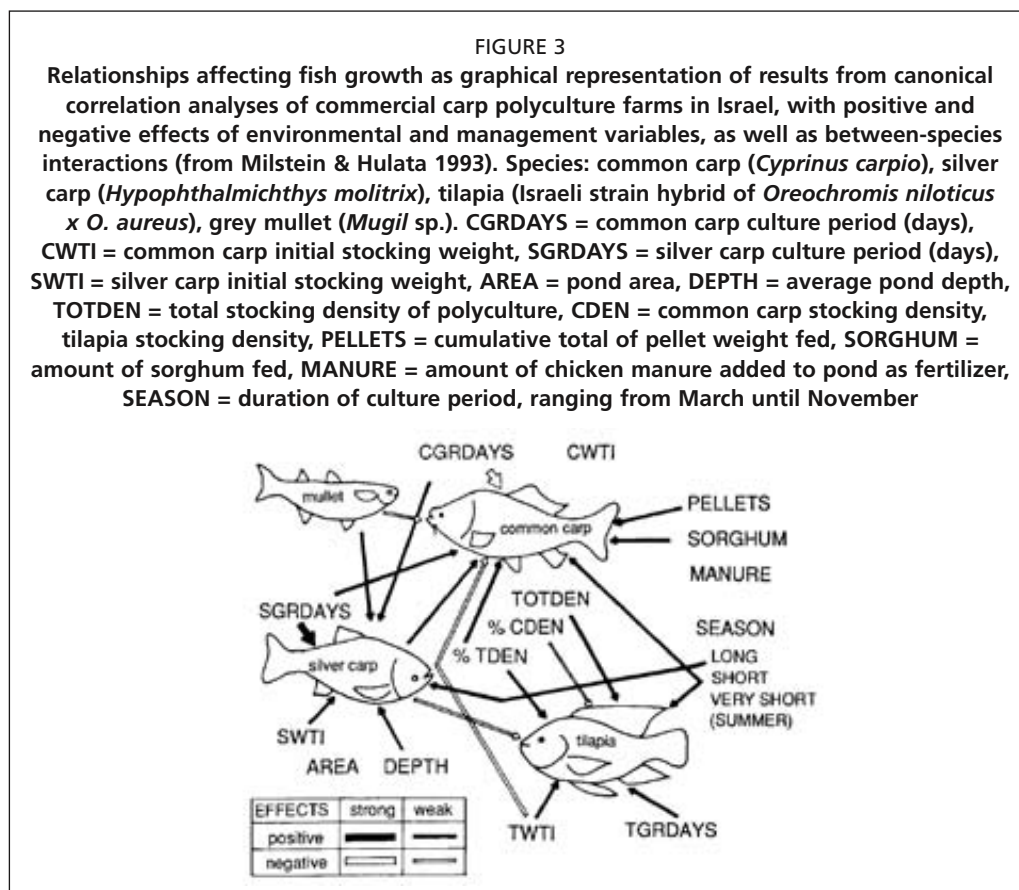 FIGURE 3
Relationships affecting fish growth as graphical representation of results from canonical
correlation analyses of commercial carp polyculture farms in Israel, with positive and
negative effects of environmental and management variables, as well as between-species
interactions (from Milstein & Hulata 1993). Species: common carp (Cyprinus carpio), silver
carp (Hypophthalmichthys molitrix), tilapia (Israeli strain hybrid of Oreochromis niloticus
x O. aureus), grey mullet (Mugil sp.). CGRDAYS = common carp culture period (days),
CWTI = common carp initial stocking weight, SGRDAYS = silver carp culture period (days),
SWTI = silver carp initial stocking weight, AREA = pond area, DEPTH = average pond depth,
TOTDEN = total stocking density of polyculture, CDEN = common carp stocking density,
tilapia stocking density, PELLETS = cumulative total of pellet weight fed, SORGHUM =
amount of sorghum fed, MANURE = amount of chicken manure added to pond as fertilizer,
SEASON = duration of culture period, ranging from March until November
CGRDAYS CWTI
mullet
common carp
PELLETS
SORGHUM
MANURE
SGRDAYS
TOTDEN
% CDEN
% TDEN
SEASON
LONG
SHORT
VERY SHORT
(SUMMER)
silver carp
tilapia
SWTI
AREA DEPTH
TWTI
TGRDAYS
EFFECTS strong weak
positive
negative